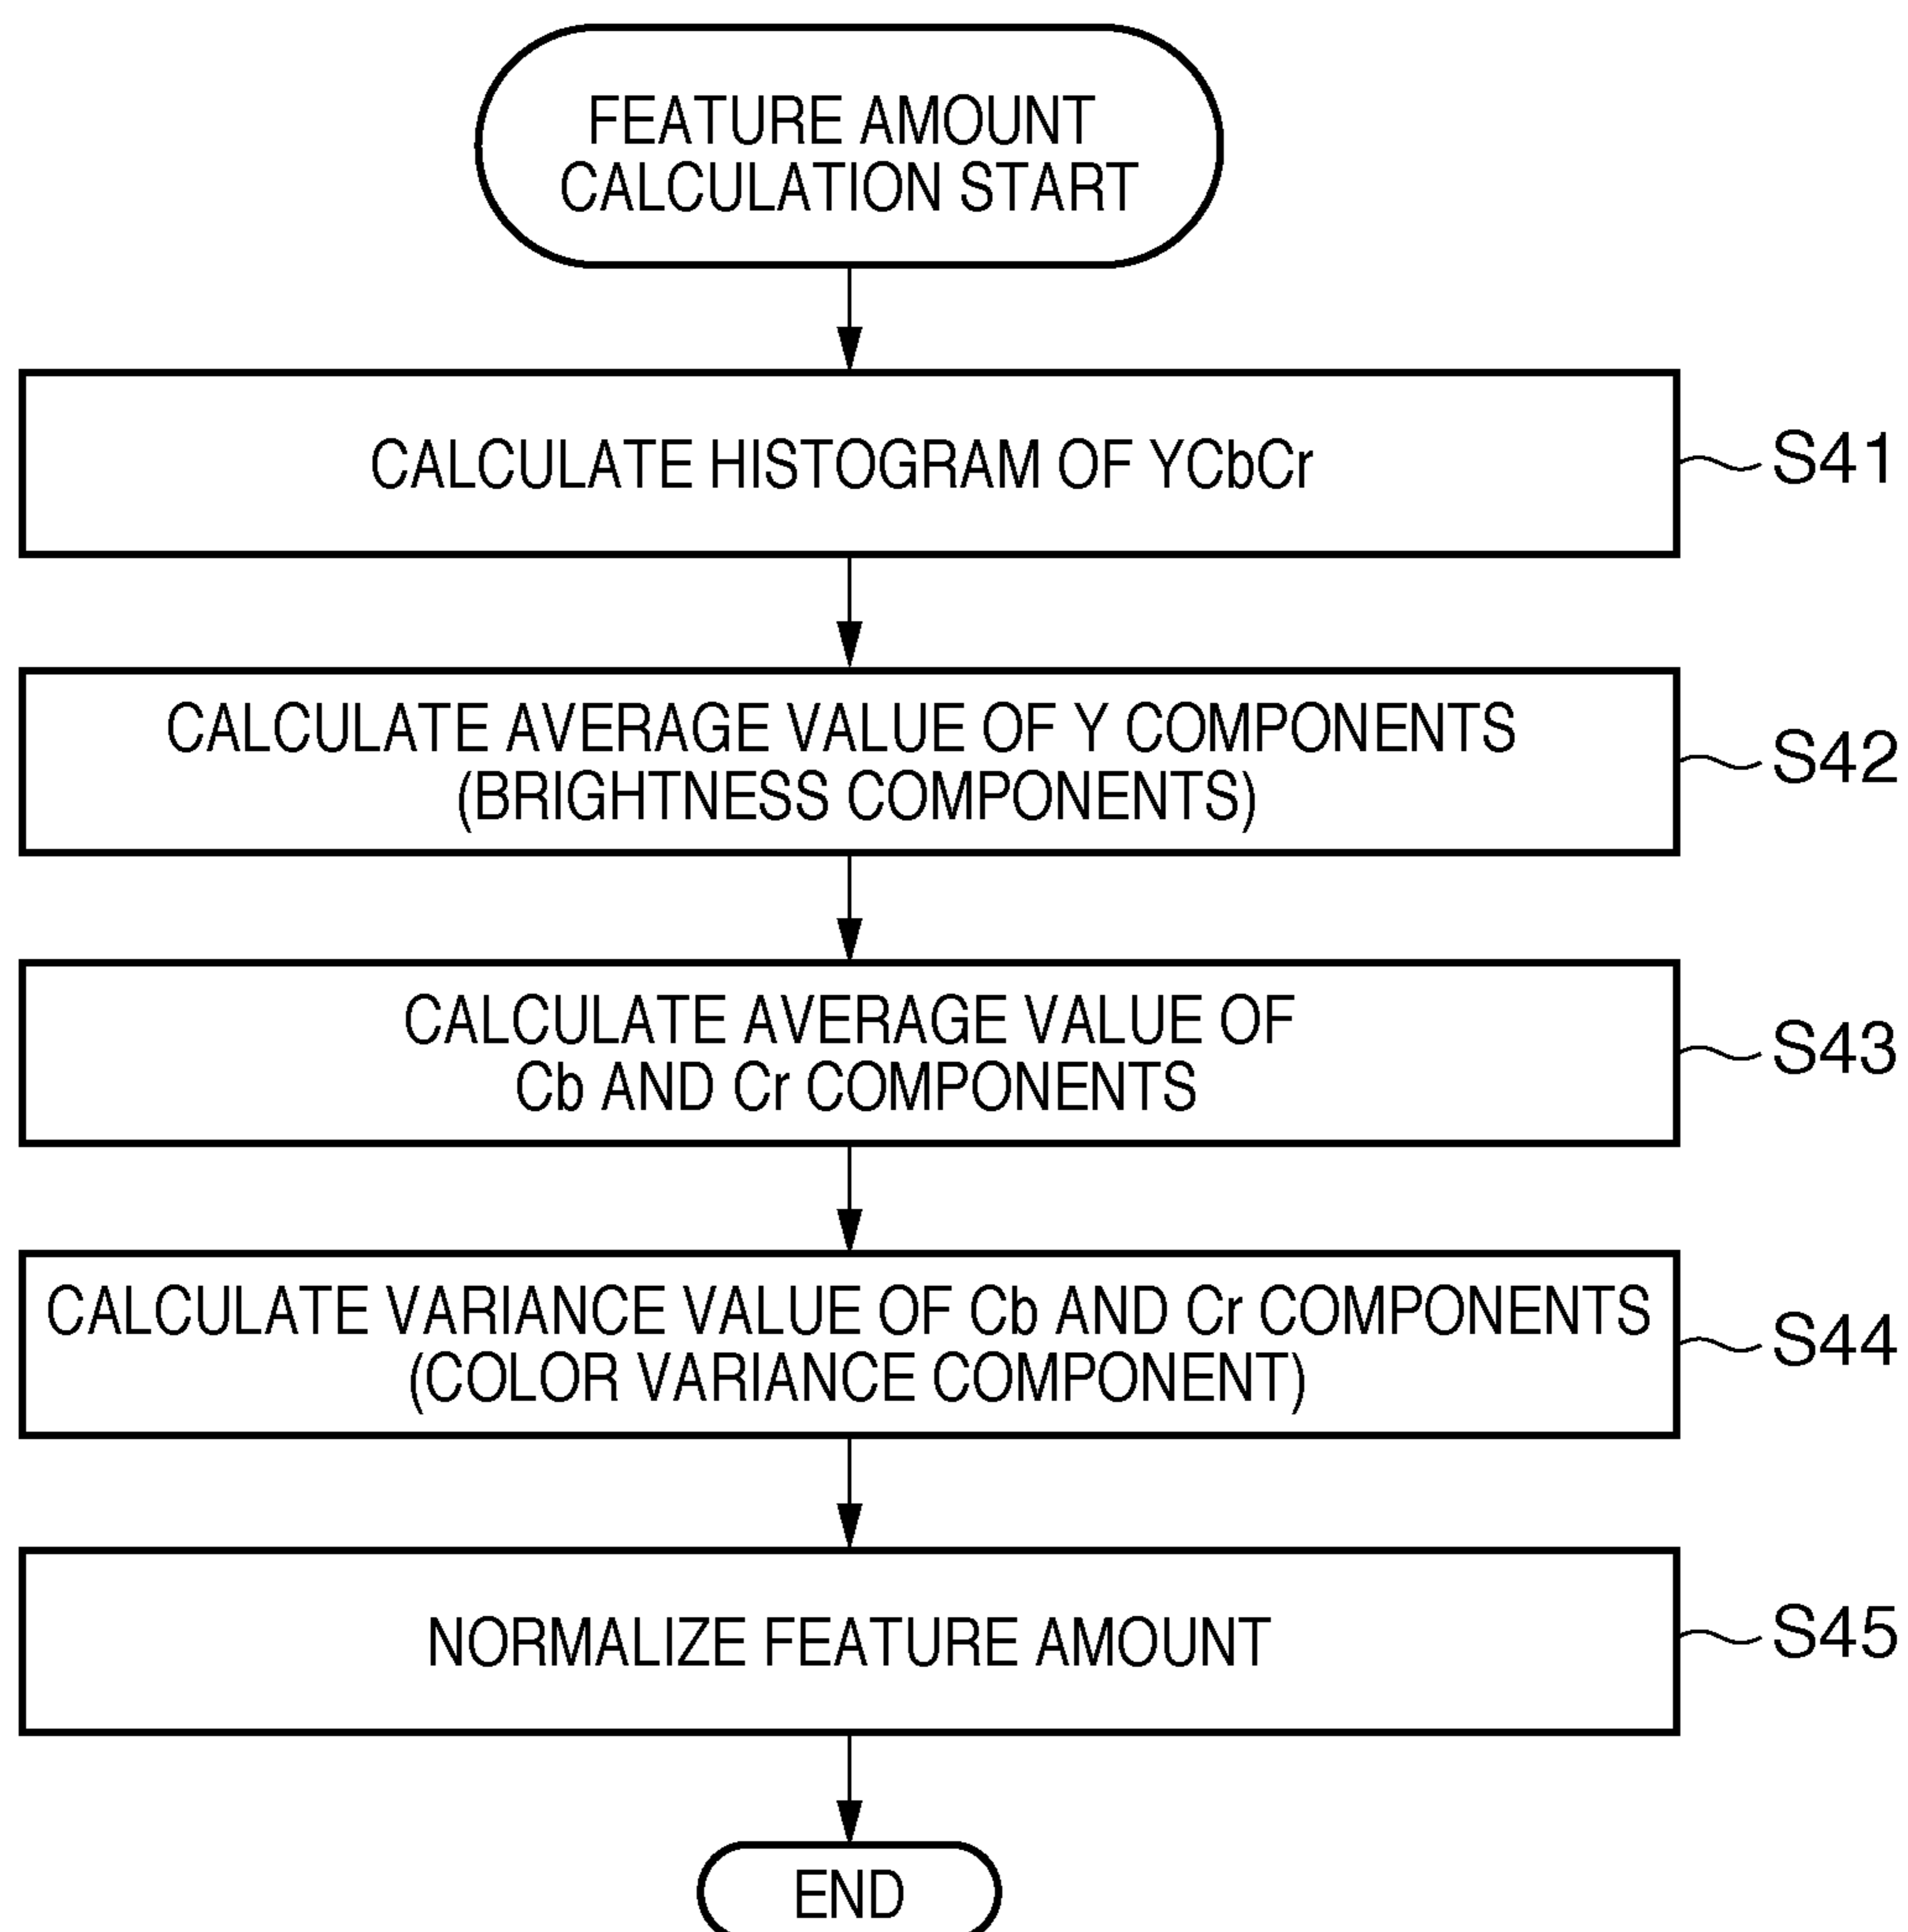 FEATURE AMOUNT
CALCULATION START
CALCULATE HISTOGRAM OF YCbCr
S41
CALCULATE AVERAGE VALUE OF Y COMPONENTS
(BRIGHTNESS COMPONENTS)
S42
CALCULATE AVERAGE VALUE OF
Cb AND Cr COMPONENTS
S43
CALCULATE VARIANCE VALUE OF Cb AND Cr COMPONENTS
(COLOR VARIANCE COMPONENT)
S44
NORMALIZE FEATURE AMOUNT
S45
END